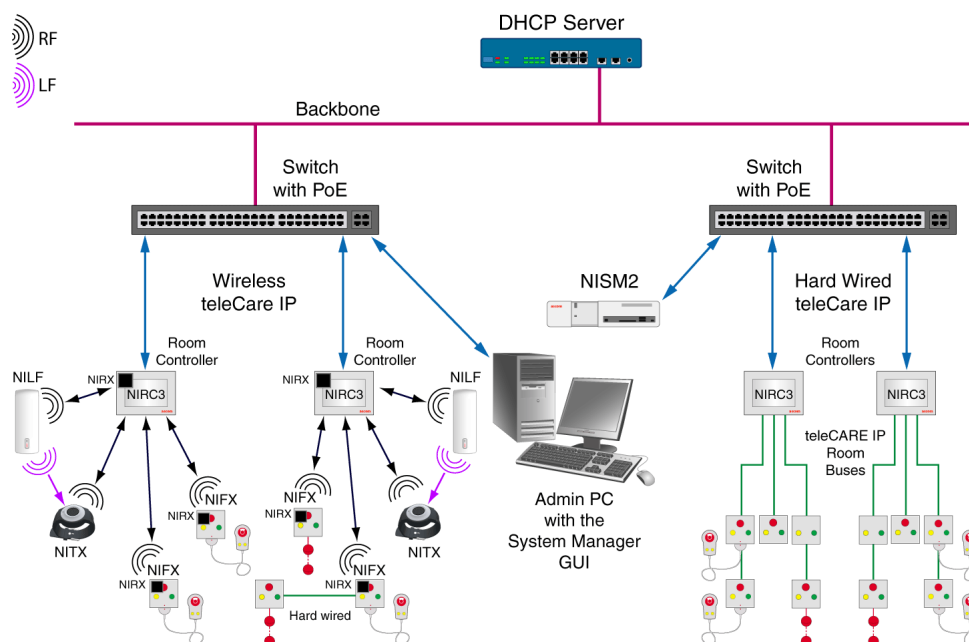 DHCP Server
RF
LF
Backbone
Switch
with PoE
Switch
with PoE
Wireless
teleCare IP
NISM2
Hard Wired
teleCare IP
Room
Controller
Room
Controller
Room
Controllers
NILF
NIRX
NIRC3
NIRX
NIRC3
NILF
NIRC3
NIRC3
teleCARE IP
Room
Buses
NIFX
NIRX
NIFX
NIRX
NITX
NITX
Admin PC
with the
System Manager
GUI
NIFX
NIRX
NIFX
NIRX
Hard wired